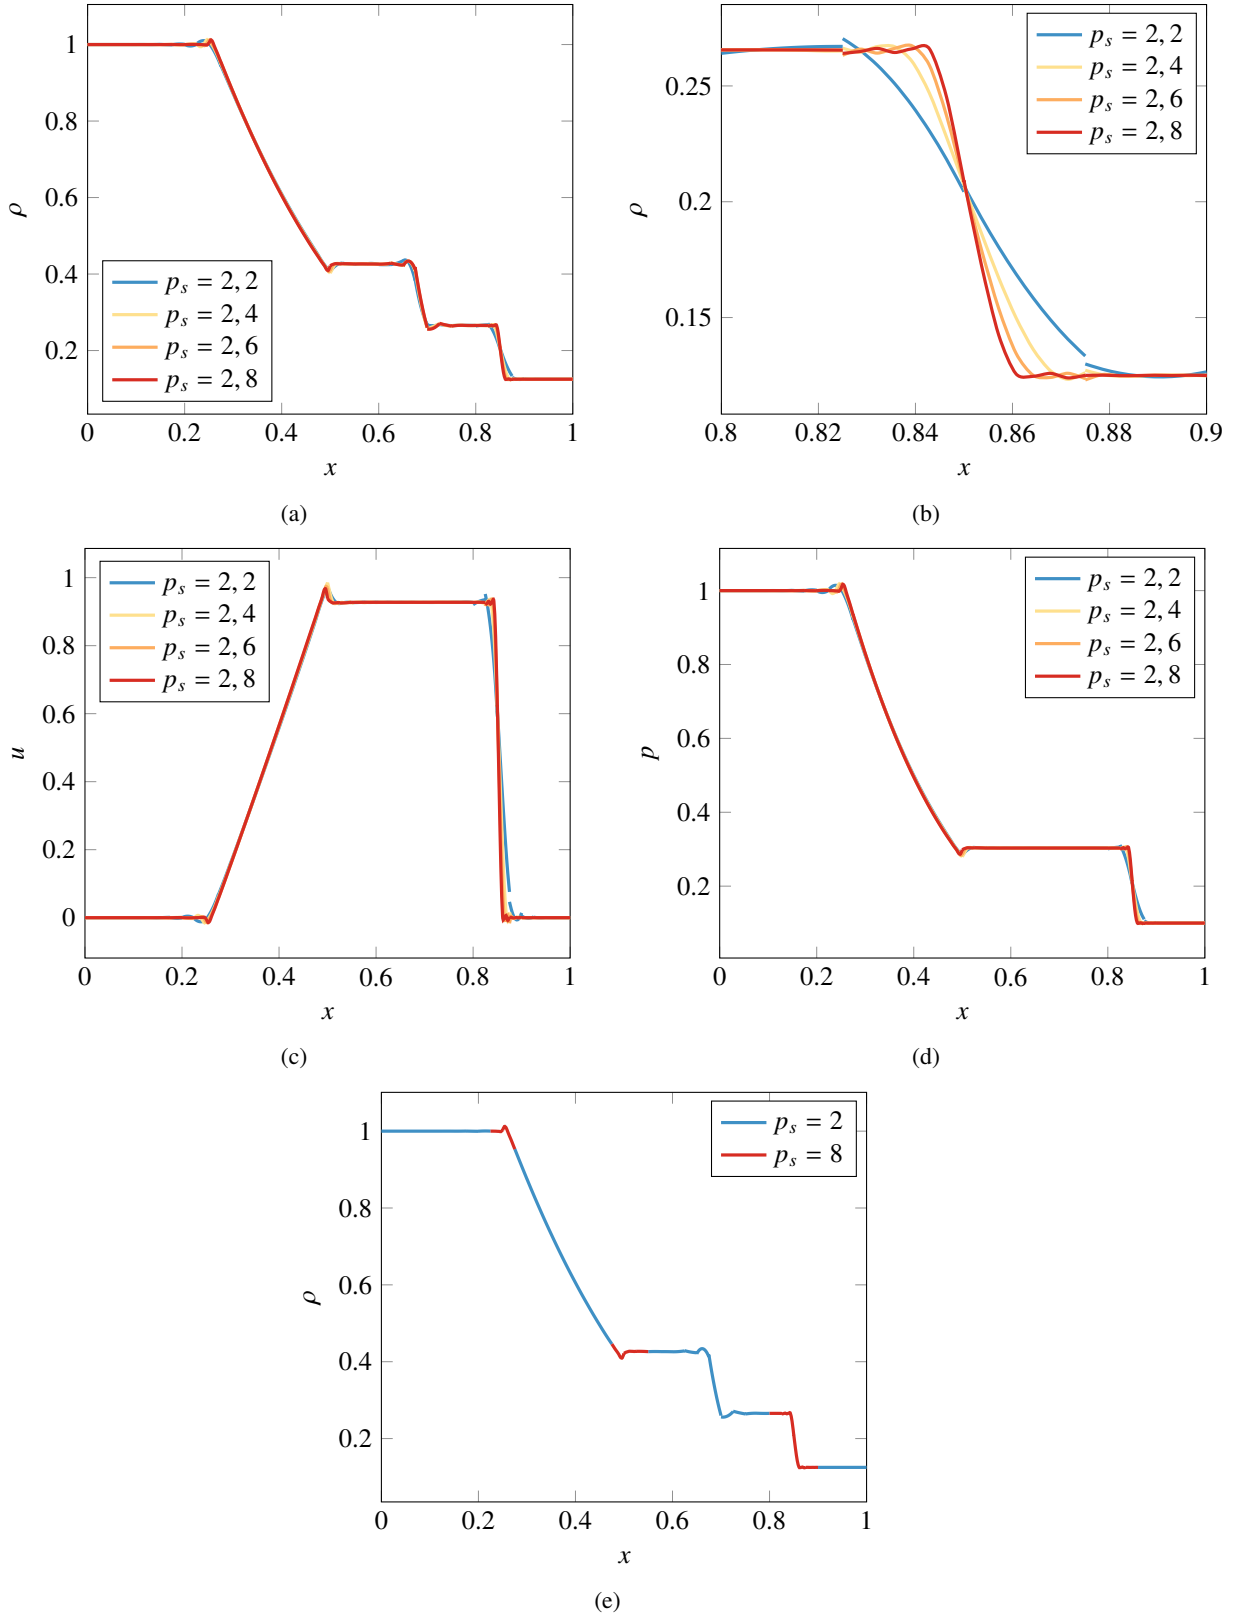 1
0.8
0.6
0.4
0.2
ρ
p_s = 2, 2
p_s = 2, 4
p_s = 2, 6
p_s = 2, 8
0 0.2 0.4 0.6 0.8 1
x
(a)
0.25
0.2
0.15
ρ
p_s = 2, 2
p_s = 2, 4
p_s = 2, 6
p_s = 2, 8
0.8 0.82 0.84 0.86 0.88 0.9
x
(b)
1
0.8
0.6
0.4
0.2
0
u
p_s = 2, 2
p_s = 2, 4
p_s = 2, 6
p_s = 2, 8
0 0.2 0.4 0.6 0.8 1
x
(c)
1
0.8
0.6
0.4
0.2
p
p_s = 2, 2
p_s = 2, 4
p_s = 2, 6
p_s = 2, 8
0 0.2 0.4 0.6 0.8 1
x
(d)
1
0.8
0.6
0.4
0.2
ρ
p_s = 2
p_s = 8
0 0.2 0.4 0.6 0.8 1
x
(e)